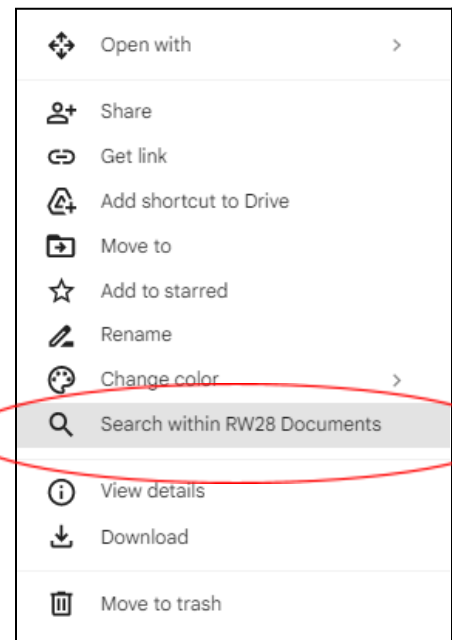 Open with
Share
Get link
Add shortcut to Drive
Move to
Add to starred
Rename
Change color
Search within RW28 Documents
View details
Download
Move to trash